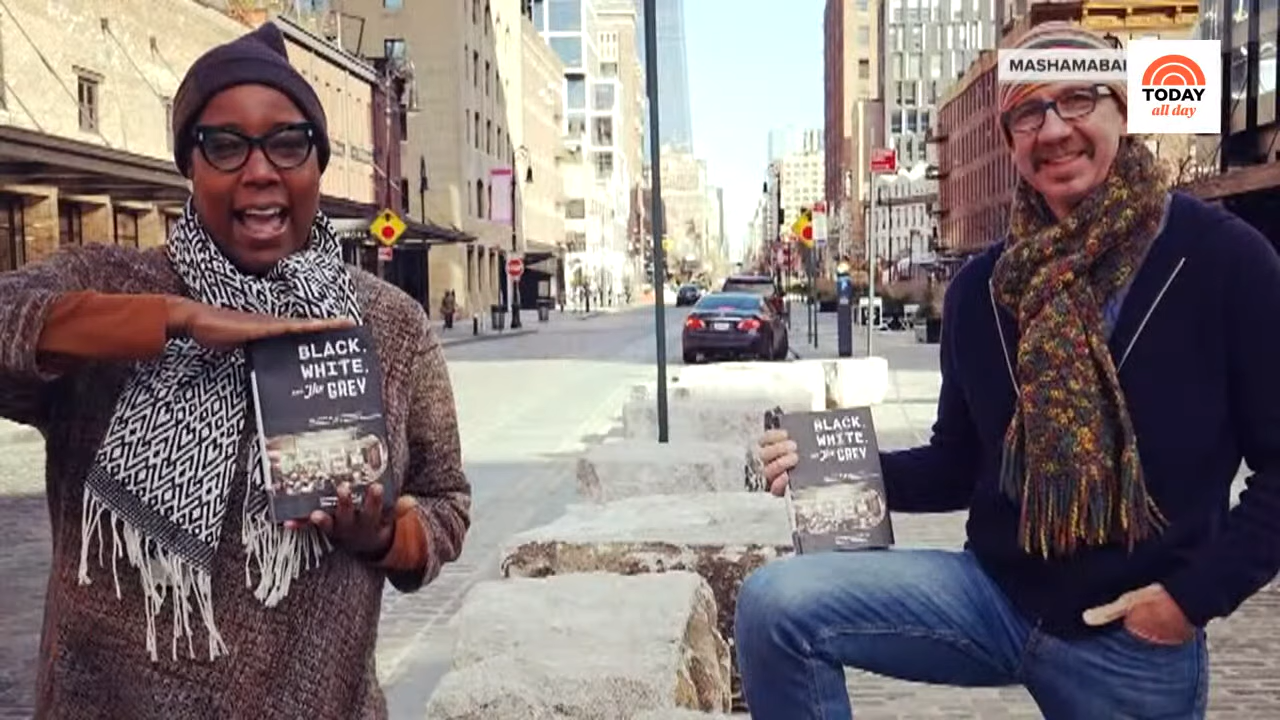 MASHAMABAI
TODAY
all day
BLACK,
WHITE,
AND The GREY
BLACK,
WHITE,
AND The GREY